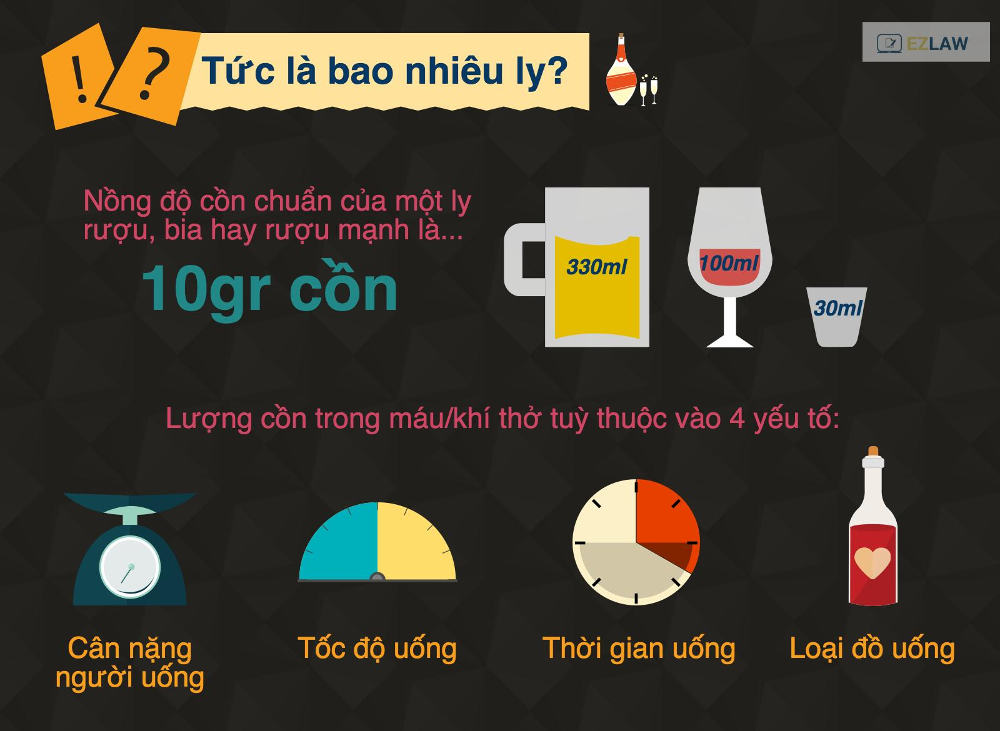 ! ? Tức là bao nhiêu ly?
EZLAW
Nồng độ cồn chuẩn của một ly
rượu, bia hay rượu mạnh là...
10gr cồn
330ml
100ml
30ml
Lượng cồn trong máu/khí thở tuỳ thuộc vào 4 yếu tố:
Cân nặng
người uống
Tốc độ uống
Thời gian uống
Loại đồ uống